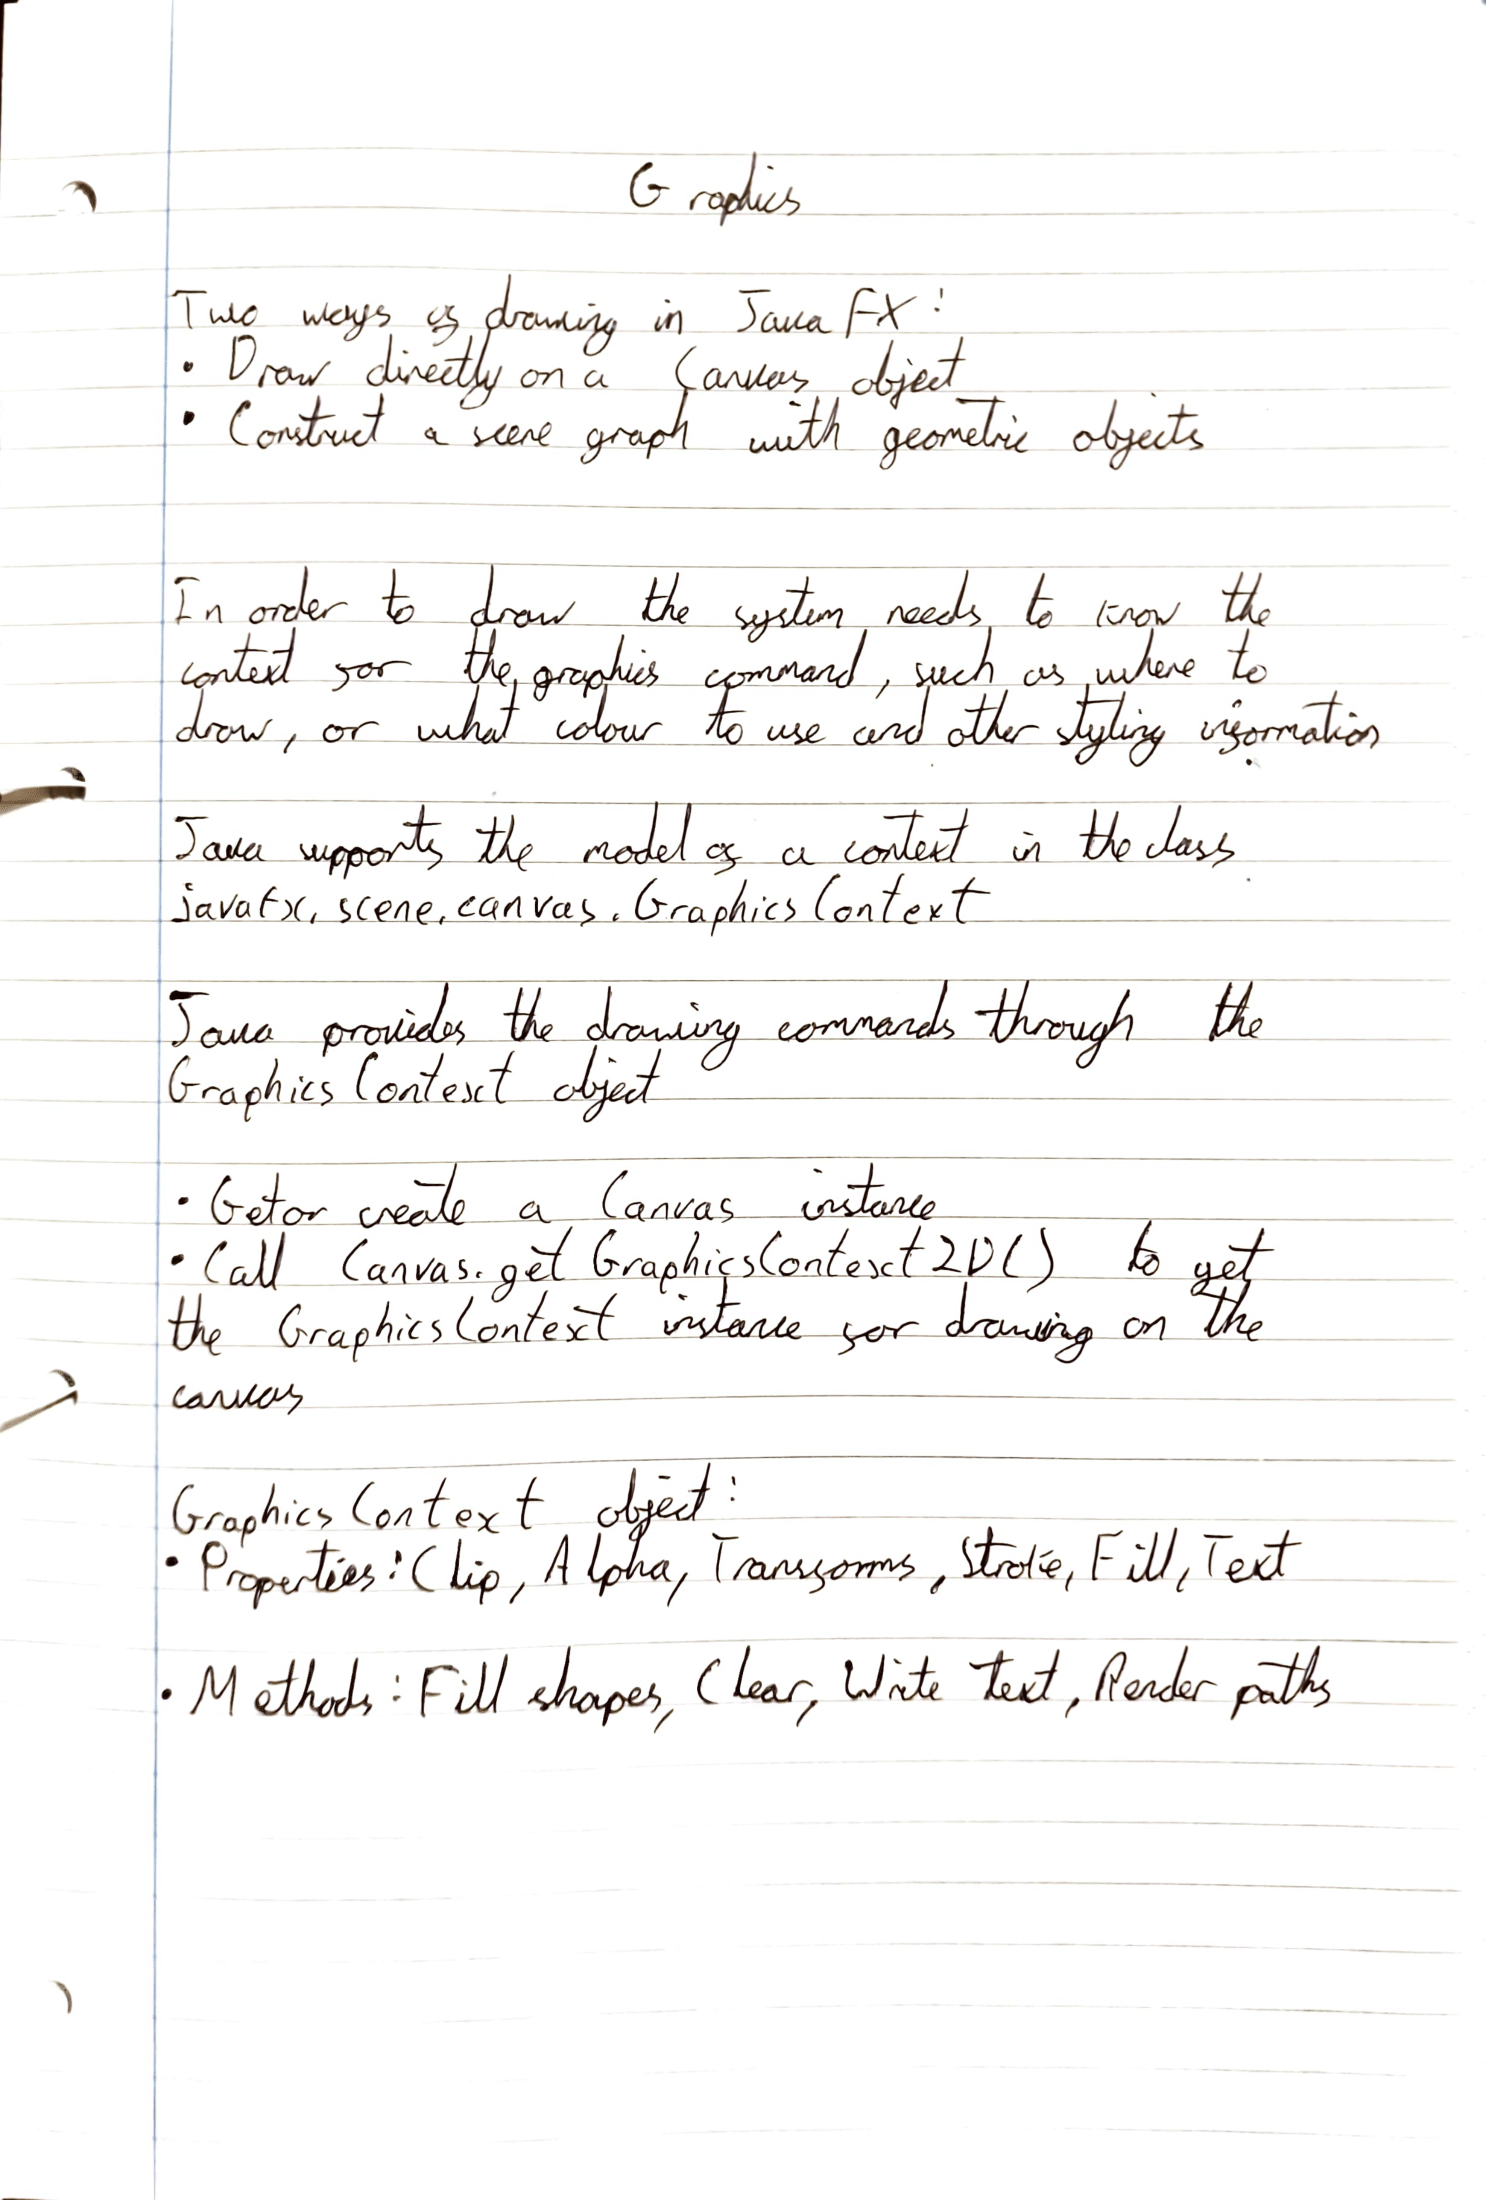 Graphics
Two ways of drawing in JavaFX:
• Draw directly on a Canvas object
• Construct a scene graph with geometric objects
In order to draw the system needs to know the
context for the graphics command, such as where to
draw, or what colour to use and other styling information
Java supports the model of a context in the class
javafx.scene.canvas.GraphicsContext
Java provides the drawing commands through the
GraphicsContext object
• Get or create a Canvas instance
• Call Canvas.getGraphicsContext2D() to get
the GraphicsContext instance for drawing on the
canvas
GraphicsContext object:
• Properties: Clip, Alpha, Transforms, Stroke, Fill, Text
• Methods: Fill shapes, Clear, Write text, Render paths